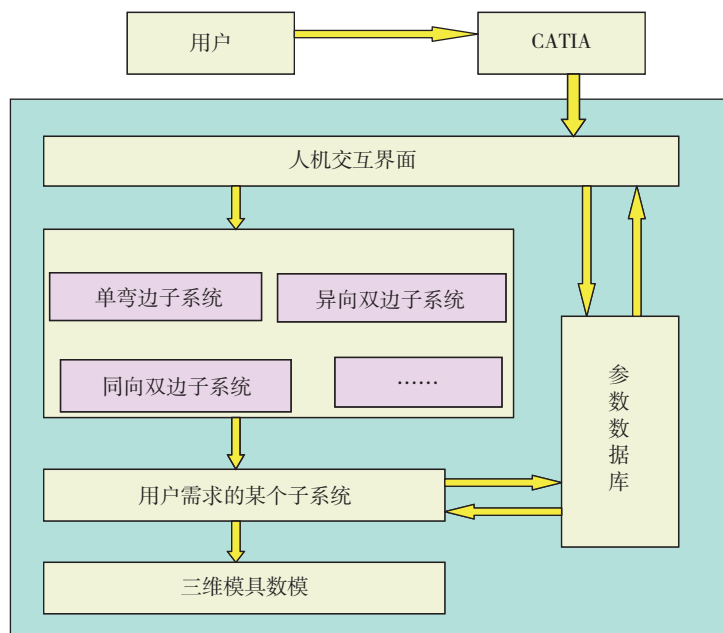 用户
CATIA
人机交互界面
单弯边子系统
异向双边子系统
同向双边子系统
……
参数数据库
用户需求的某个子系统
三维模具数模